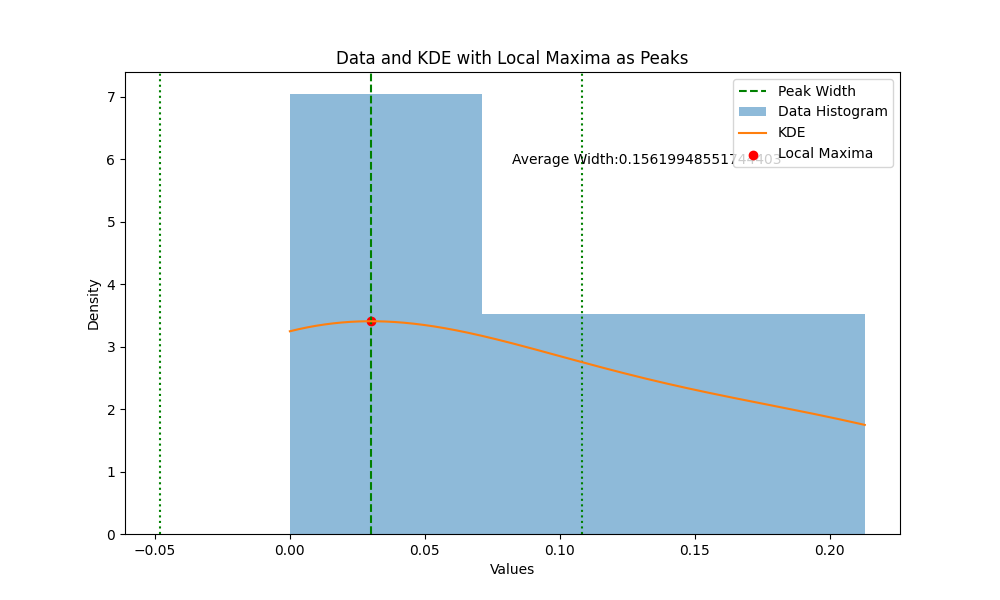 Data and KDE with Local Maxima as Peaks
7
6
5
4
3
2
1
0
Density
Peak Width
Data Histogram
KDE
Local Maxima
Average Width:0.15619948551744403
−0.05
0.00
0.05
0.10
0.15
0.20
Values